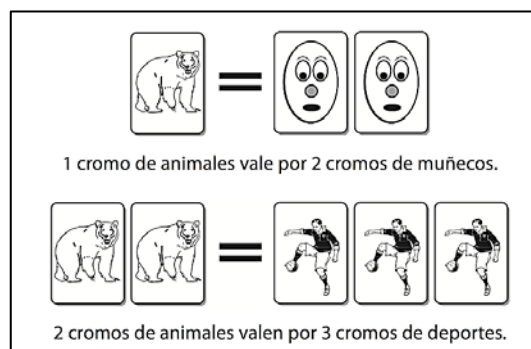 1 cromo de animales vale por 2 cromos de muñecos.
2 cromos de animales valen por 3 cromos de deportes.